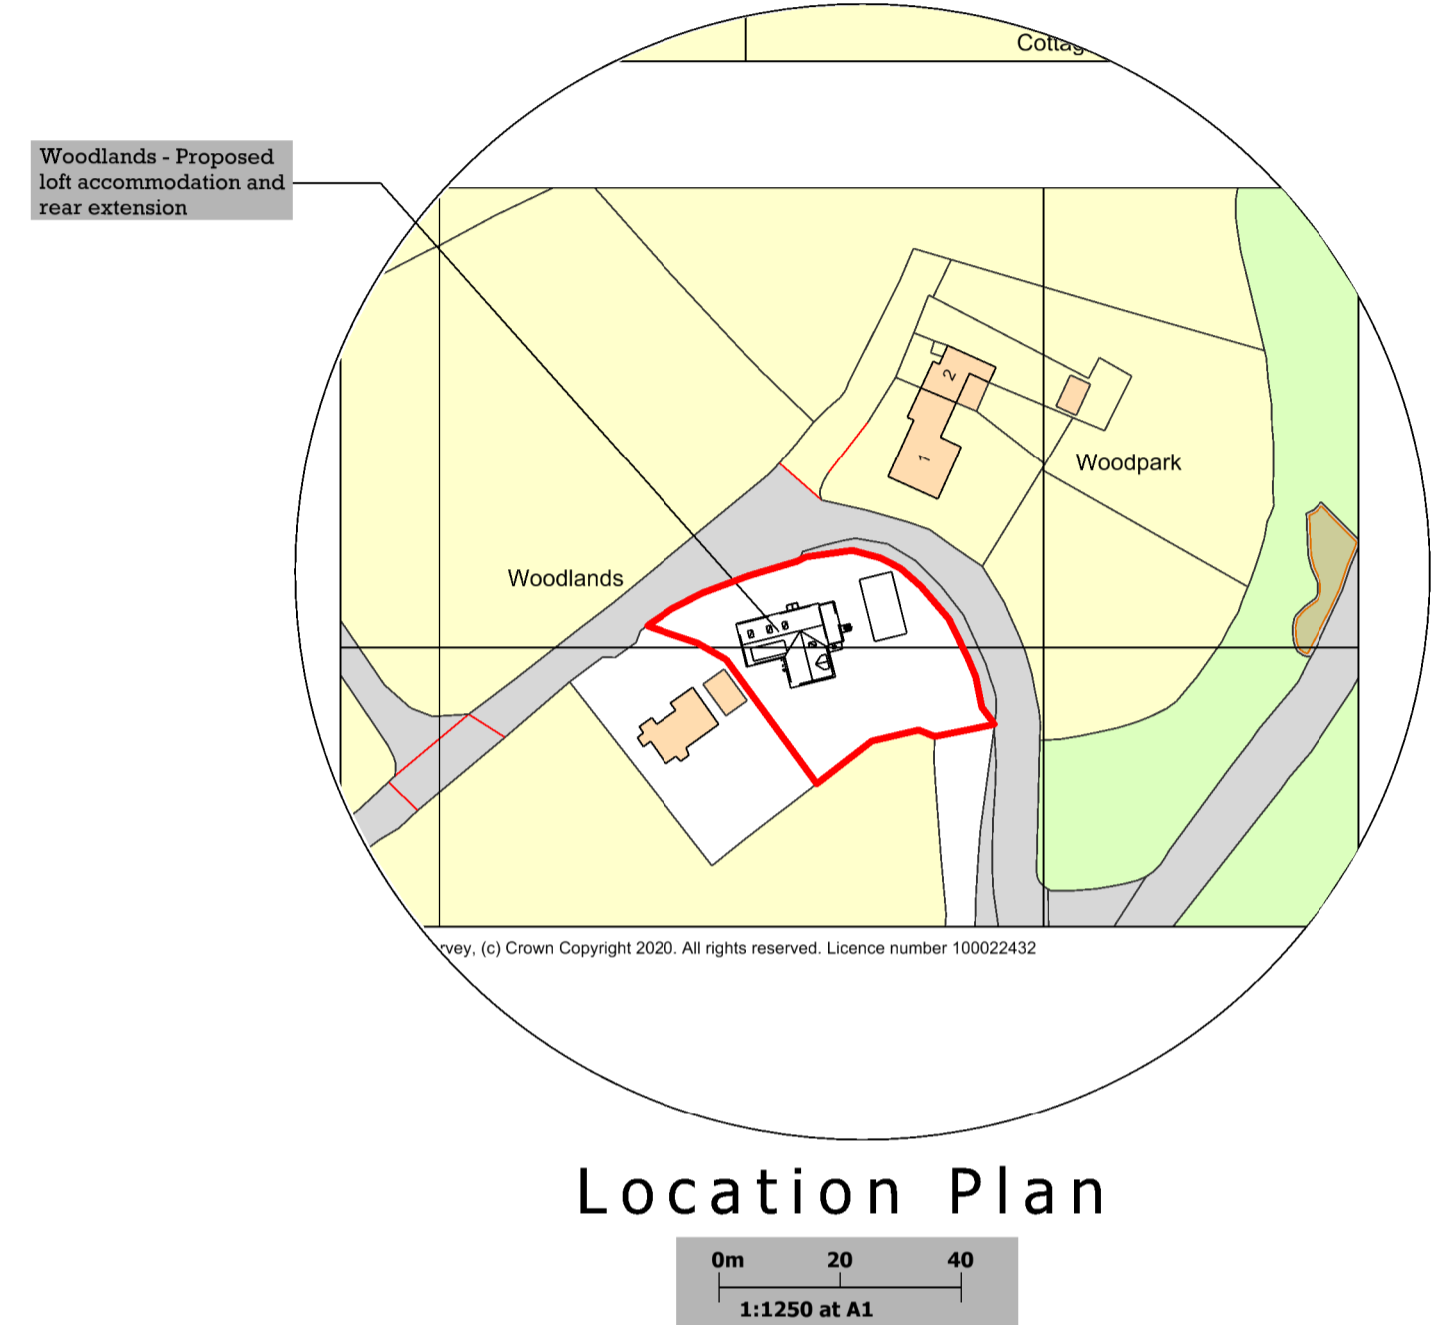 Woodlands - Proposed
loft accommodation and
rear extension
2
1
Woodpark
Woodlands
rvey, (c) Crown Copyright 2020. All rights reserved. Licence number 100022432
Location Plan
0m 20 40
1:1250 at A1